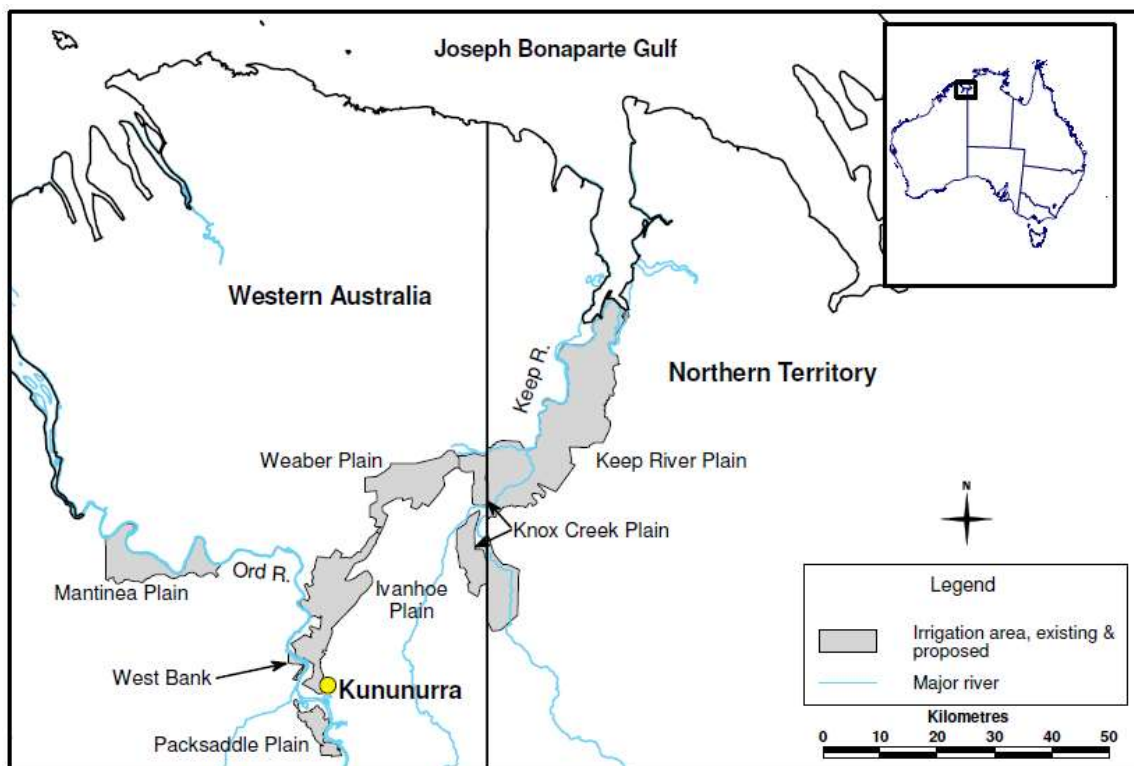 Joseph Bonaparte Gulf
Western Australia
Keep R.
Northern Territory
Weaber Plain
Keep River Plain
Knox Creek Plain
Ord R.
Mantinea Plain
Ivanhoe
Plain
West Bank
Kununurra
Packsaddle Plain
N
Legend
Irrigation area, existing &
proposed
Major river
Kilometres
0 10 20 30 40 50